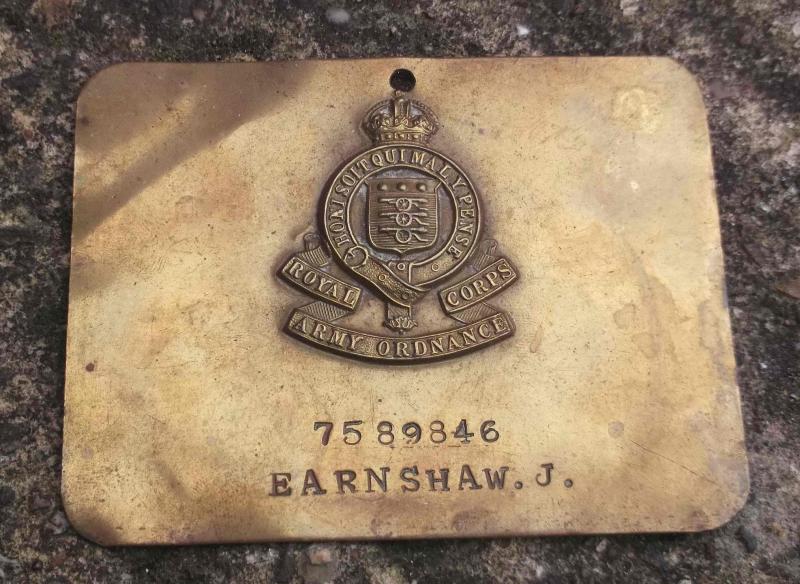 HONI SOIT QUI MAL Y PENSE
ROYAL
CORPS
ARMY ORDNANCE
7589846
EARNSHAW. J.